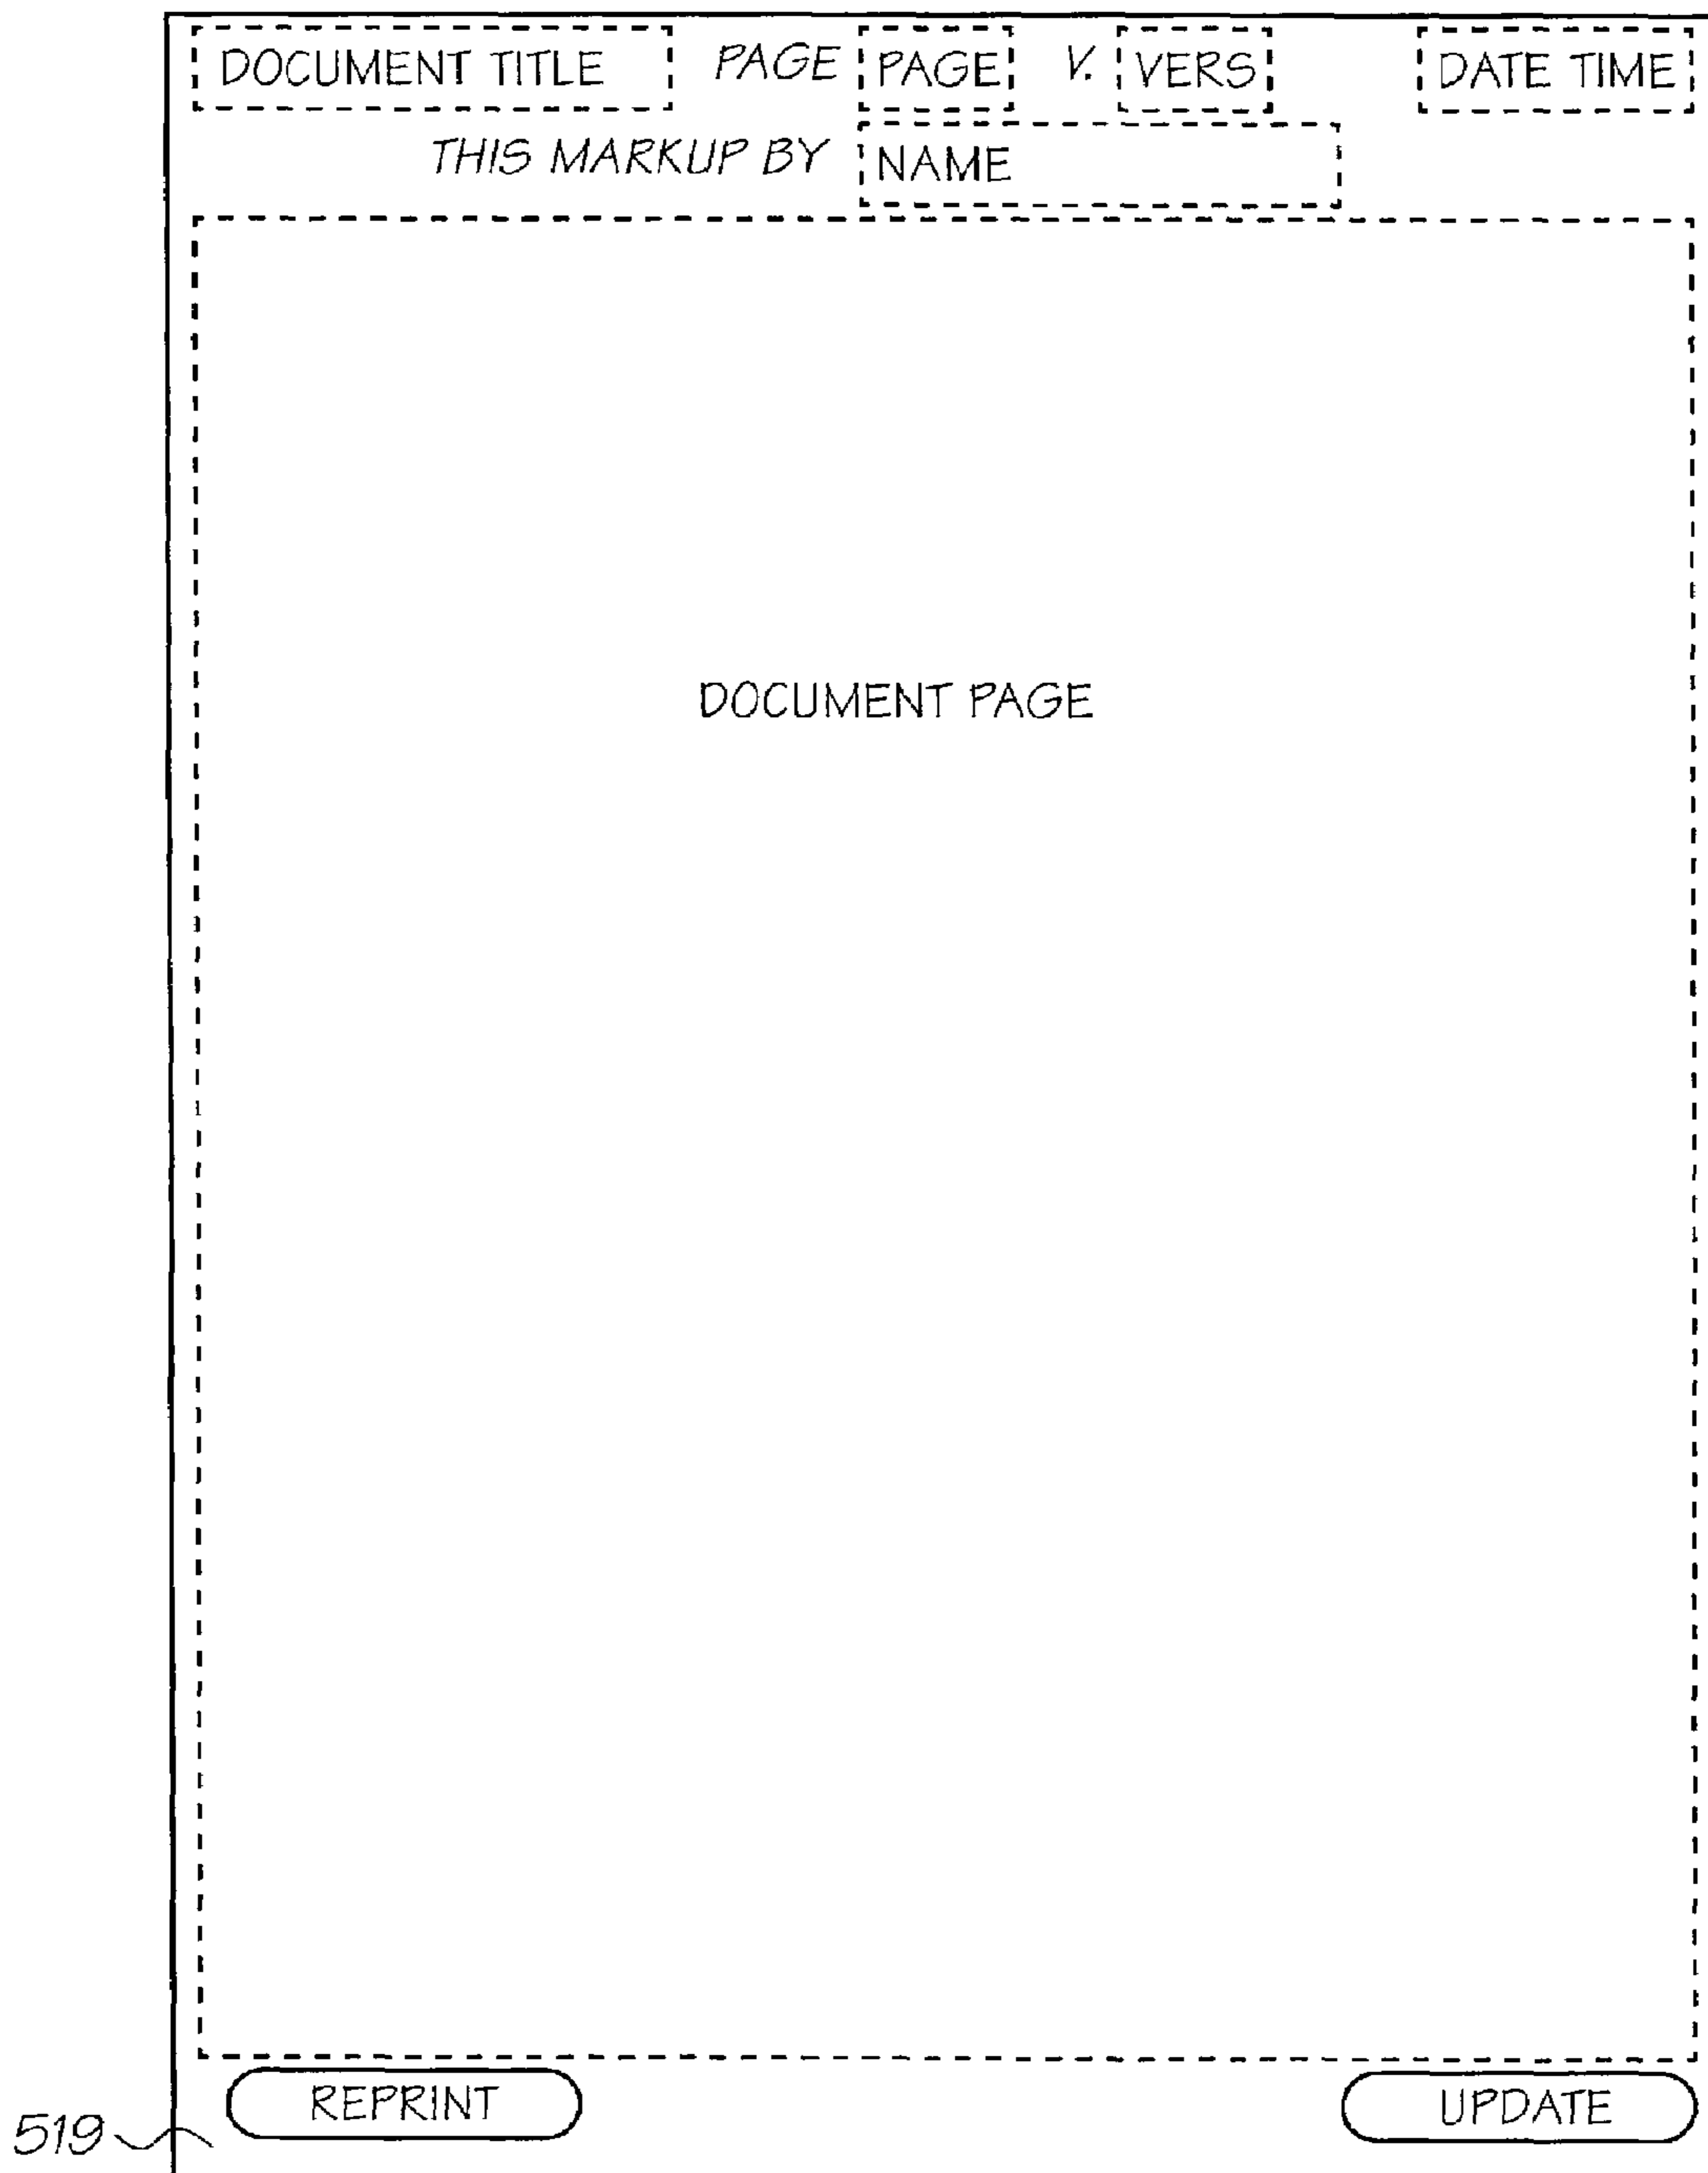 DOCUMENT TITLE PAGE PAGE V. VERS DATE TIME
THIS MARKUP BY NAME
DOCUMENT PAGE
REPRINT UPDATE
519